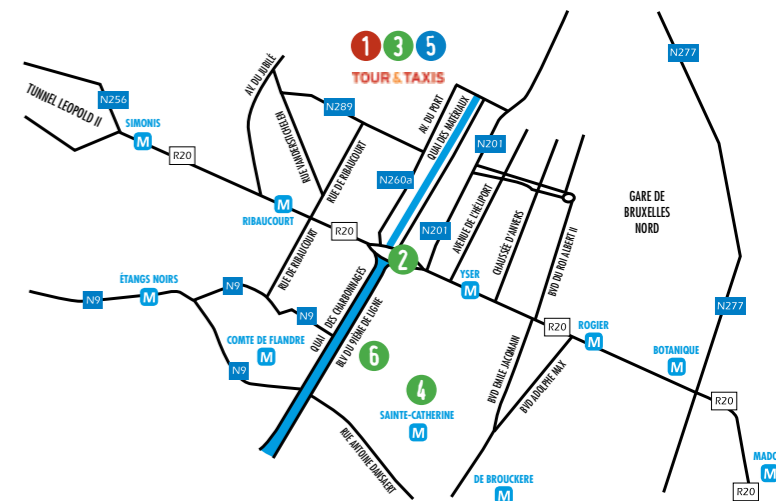 1 3 5
TOUR & TAXIS
N277
TUNNEL LEOPOLD II
N256
SIMONIS
M
R20
AV. DU JUBILÉ
RUE VANDERSTICHELEN
N289
RUE DE RIBAUCOURT
AV. DU PORT
QUAI DES MATÉRIAUX
N201
N260a
RIBAUCOURT
M
R20
N201
AVENUE DE L'HÉLIPORT
CHAUSSÉE D'ANVERS
BVD DU ROI ALBERT II
GARE DE
BRUXELLES
NORD
RUE DE RIBAUCOURT
2
YSER
M
ÉTANGS NOIRS
M
N9
N9
N9
QUAI DES CHARBONNAGES
BLV DU 9IÈME DE LIGNE
COMTE DE FLANDRE
M
N9
6
R20
ROGIER
M
N277
BOTANIQUE
M
BVD EMILE JACQMAIN
BVD ADOLPHE MAX
4
SAINTE-CATHERINE
M
R20
RUE ANTOINE DANSAERT
DE BROUCKERE
M
MADO
M
R20